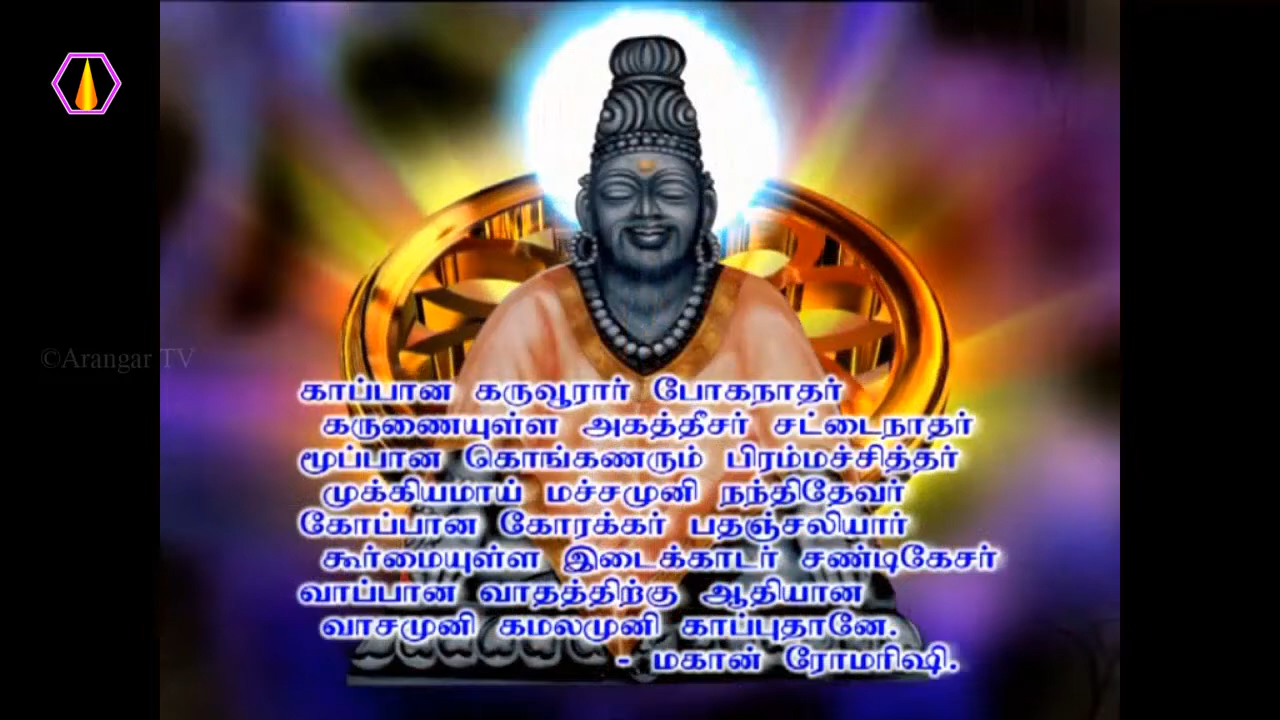 ©Arangar TV
காப்பான கருவூரார் போகநாதர்
கருணையுள்ள அகத்தீசர் சட்டைநாதர்
மூப்பான கொங்கணரும் பிரம்மச்சித்தர்
முக்கியமாய் மச்சமுனி நந்திதேவர்
கோப்பான கோரக்கர் பதஞ்சலியார்
கூர்மையுள்ள இடைக்காடர் சண்டிகேசர்
வாப்பான வாதத்திற்கு ஆதியான
வாசமுனி கமலமுனி காப்புதானே.
- மகான் ரோமரிஷி.